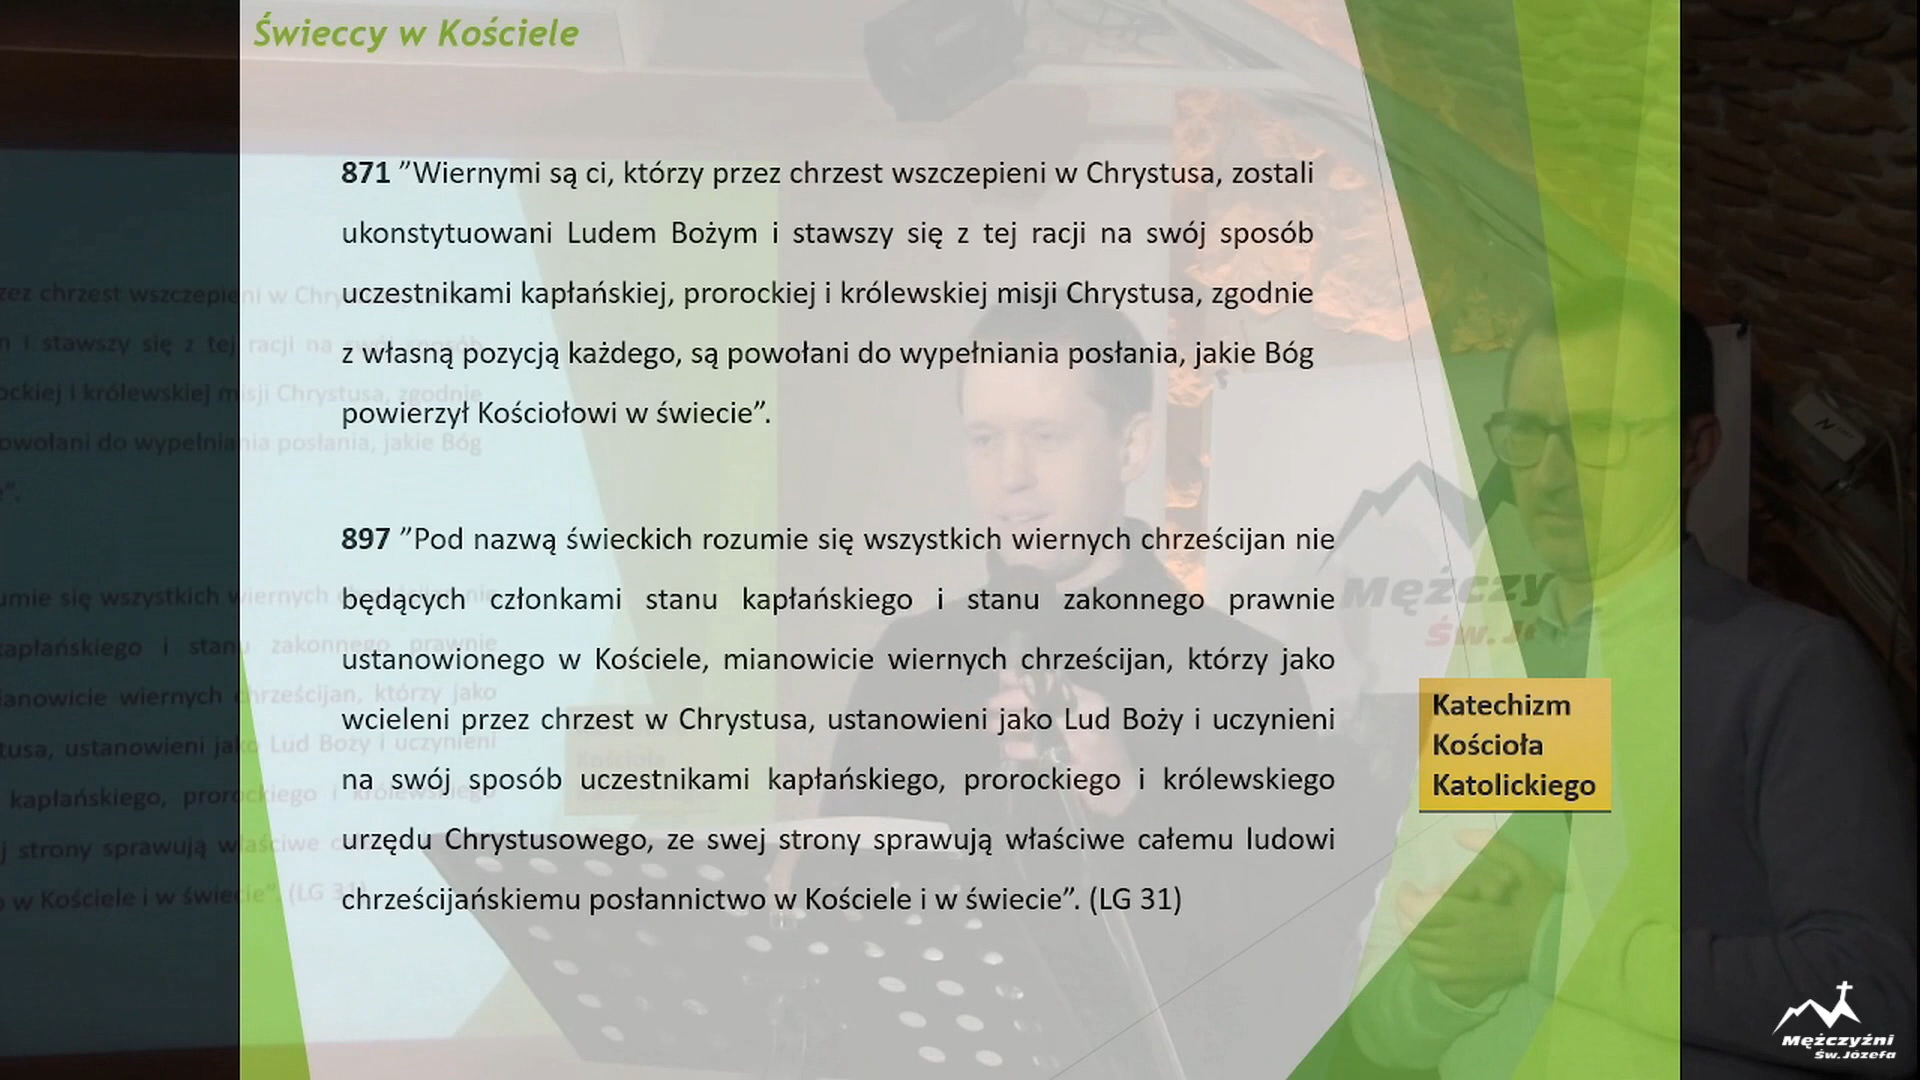 Świeccy w Kościele
871 ”Wiernymi są ci, którzy przez chrzest wszczepieni w Chrystusa, zostali
ukonstytuowani Ludem Bożym i stawszy się z tej racji na swój sposób
uczestnikami kapłańskiej, prorockiej i królewskiej misji Chrystusa, zgodnie
z własną pozycją każdego, są powołani do wypełniania posłania, jakie Bóg
powierzył Kościołowi w świecie”.
897 ”Pod nazwą świeckich rozumie się wszystkich wiernych chrześcijan nie
będących członkami stanu kapłańskiego i stanu zakonnego prawnie
ustanowionego w Kościele, mianowicie wiernych chrześcijan, którzy jako
wcieleni przez chrzest w Chrystusa, ustanowieni jako Lud Boży i uczynieni
na swój sposób uczestnikami kapłańskiego, prorockiego i królewskiego
urzędu Chrystusowego, ze swej strony sprawują właściwe całemu ludowi
chrześcijańskiemu posłannictwo w Kościele i w świecie”. (LG 31)
Katechizm
Kościoła
Katolickiego
Mężczyźni
Św. Józefa